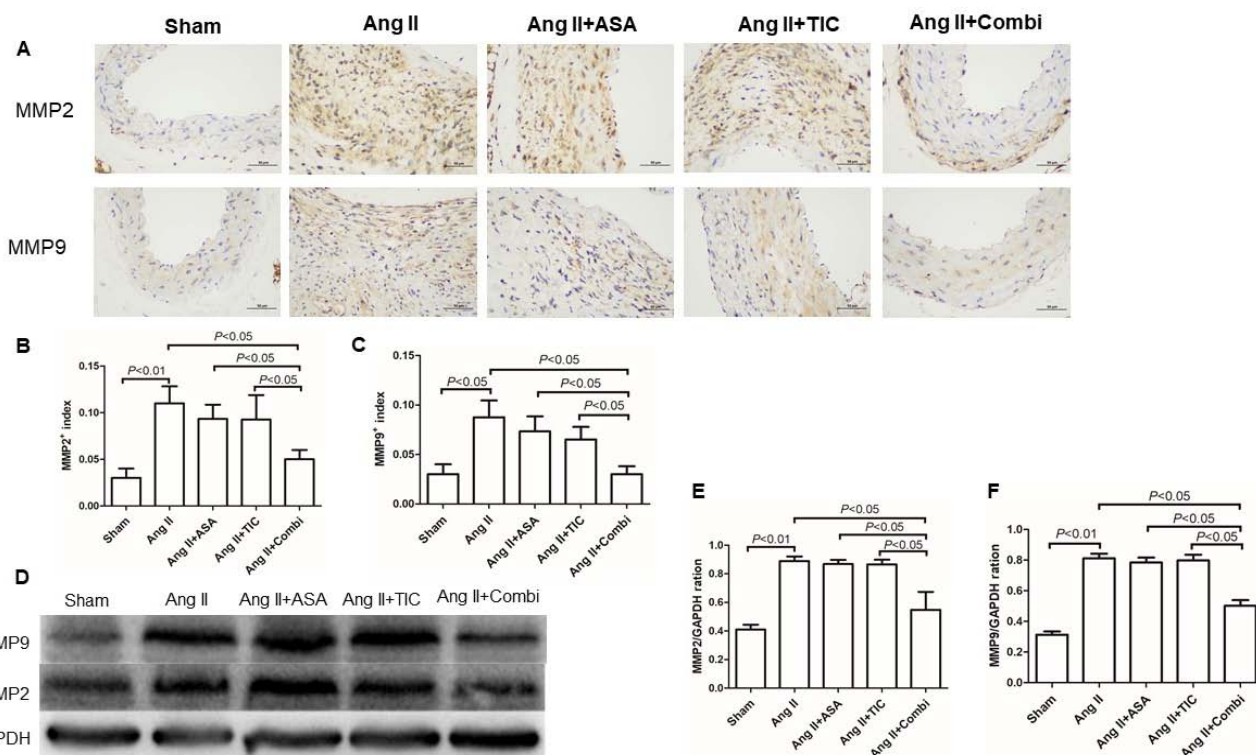 Sham Ang II Ang II+ASA Ang II+TIC Ang II+Combi
A
MMP2
MMP9
B
P<0.05
P<0.05
P<0.01
P<0.05
MMP2+ index
0.15
0.10
0.05
0.00
Sham
Ang II
Ang II+ASA
Ang II+TIC
Ang II+Combi
C
P<0.05
P<0.05
P<0.05
P<0.05
MMP9+ index
0.15
0.10
0.05
0.00
Sham
Ang II
Ang II+ASA
Ang II+TIC
Ang II+Combi
D
Sham Ang II Ang II+ASA Ang II+TIC Ang II+Combi
MP9
MP2
PDH
E
P<0.05
P<0.05
P<0.01
P<0.05
MMP2/GAPDH ration
1.0
0.8
0.6
0.4
0.2
0.0
Sham
Ang II
Ang II+ASA
Ang II+TIC
Ang II+Combi
F
P<0.05
P<0.05
P<0.01
P<0.05
MMP9/GAPDH ration
1.0
0.8
0.6
0.4
0.2
0.0
Sham
Ang II
Ang II+ASA
Ang II+TIC
Ang II+Combi